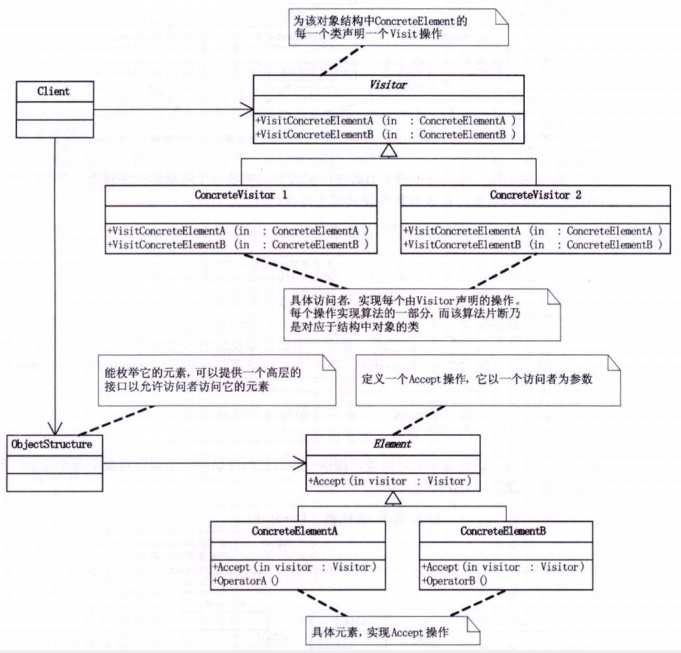 为该对象结构中ConcreteElement的
每一个类声明一个Visit操作
Client
Visitor
+VisitConcreteElementA (in : ConcreteElementA )
+VisitConcreteElementB (in : ConcreteElementB )
ConcreteVisitor 1
+VisitConcreteElementA (in : ConcreteElementA )
+VisitConcreteElementB (in : ConcreteElementB )
ConcreteVisitor 2
+VisitConcreteElementA (in : ConcreteElementA )
+VisitConcreteElementB (in : ConcreteElementB )
具体访问者，实现每个由Visitor声明的操作。
每个操作实现算法的一部分，而该算法片断乃
是对应于结构中对象的类
能枚举它的元素，可以提供一个高层的
接口以允许访问者访问它的元素
定义一个Accept操作，它以一个访问者为参数
ObjectStructure
Element
+Accept(in visitor : Visitor)
ConcreteElementA
+Accept(in visitor : Visitor)
+OperatorA()
ConcreteElementB
+Accept(in visitor : Visitor)
+OperatorB()
具体元素，实现Accept操作